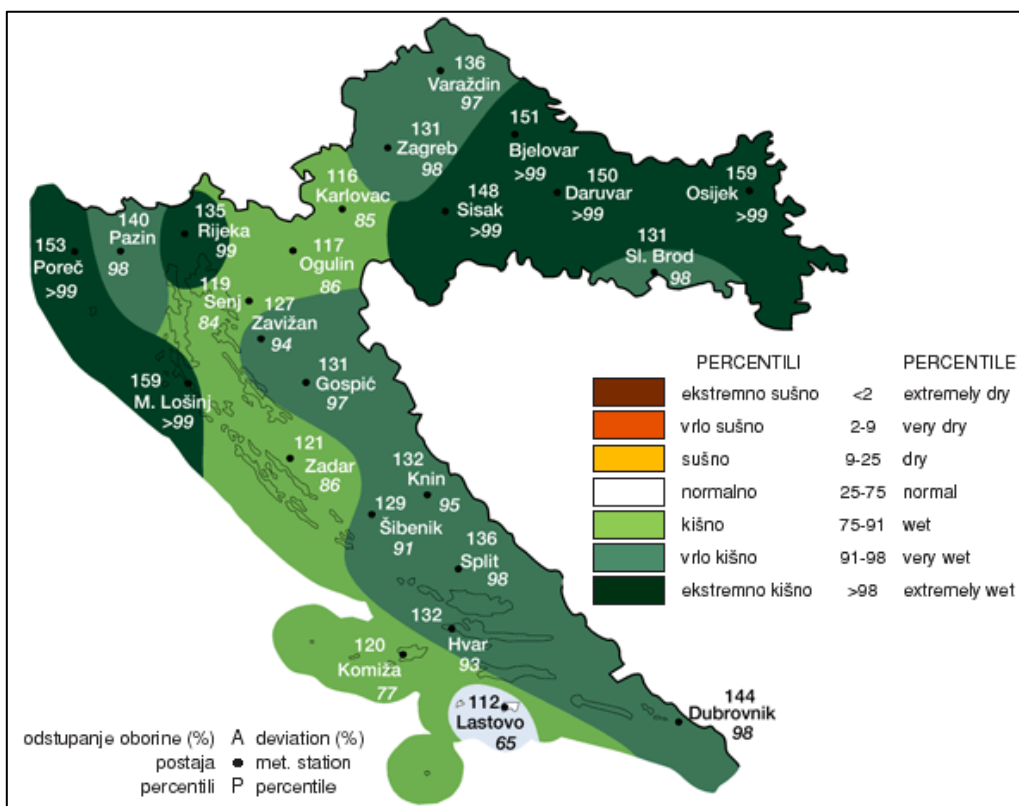 136
Varaždin
97
131
Zagreb
98
151
Bjelovar
>99
150
Daruvar
>99
159
Osijek
>99
116
Karlovac
85
148
Sisak
>99
131
Sl. Brod
98
153
Poreč
>99
140
Pazin
98
135
Rijeka
99
117
Ogulin
86
119
Senj
84
127
Zavižan
94
131
Gospić
97
159
M. Lošinj
>99
121
Zadar
86
132
Knin
95
129
Šibenik
91
136
Split
98
132
Hvar
93
120
Komiža
77
112
Lastovo
65
144
Dubrovnik
98
PERCENTILI PERCENTILE
ekstremno sušno <2 extremely dry
vrlo sušno 2-9 very dry
sušno 9-25 dry
normalno 25-75 normal
kišno 75-91 wet
vrlo kišno 91-98 very wet
ekstremno kišno >98 extremely wet
odstupanje oborine (%) A deviation (%)
postaja met. station
percentili P percentile